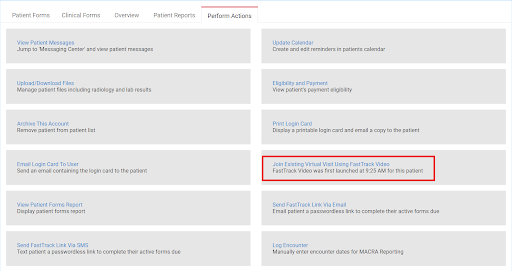 Patient Forms Clinical Forms Overview Patient Reports Perform Actions
View Patient Messages
Jump to 'Messaging Center' and view patient messages
Update Calendar
Create and edit reminders in patients calendar
Upload/Download Files
Manage patient files including radiology and lab results
Eligibility and Payment
View patient's payment eligibility
Archive This Account
Remove patient from patient list
Print Login Card
Display a printable login card and email a copy to the patient
Email Login Card To User
Send an email containing the login card to the patient
Join Existing Virtual Visit Using FastTrack Video
FastTrack Video was first launched at 9:25 AM for this patient
View Patient Forms Report
Display patient forms report
Send FastTrack Link Via Email
Email patient a passwordless link to complete their active forms due
Send FastTrack Link Via SMS
Text patient a passwordless link to complete their active forms due
Log Encounter
Manually enter encounter dates for MACRA Reporting